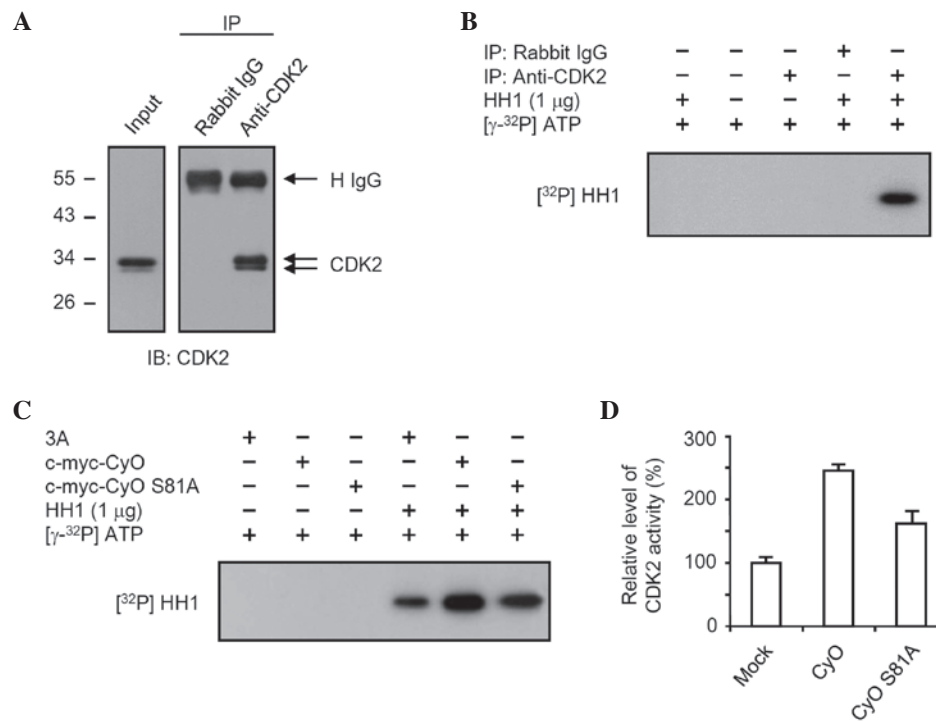 A
IP
Input
Rabbit IgG
Anti-CDK2
55
43
34
26
H IgG
CDK2
IB: CDK2
B
IP: Rabbit IgG – – – + –
IP: Anti-CDK2 – – + – +
HH1 (1 μg) + – – + +
[γ-³²P] ATP + + + + +
[³²P] HH1
C
3A + – – + – –
c-myc-CyO – + – – + –
c-myc-CyO S81A – – + – – +
HH1 (1 μg) – – – + + +
[γ-³²P] ATP + + + + + +
[³²P] HH1
D
Relative level of
CDK2 activity (%)
300
200
100
0
Mock
CyO
CyO S81A